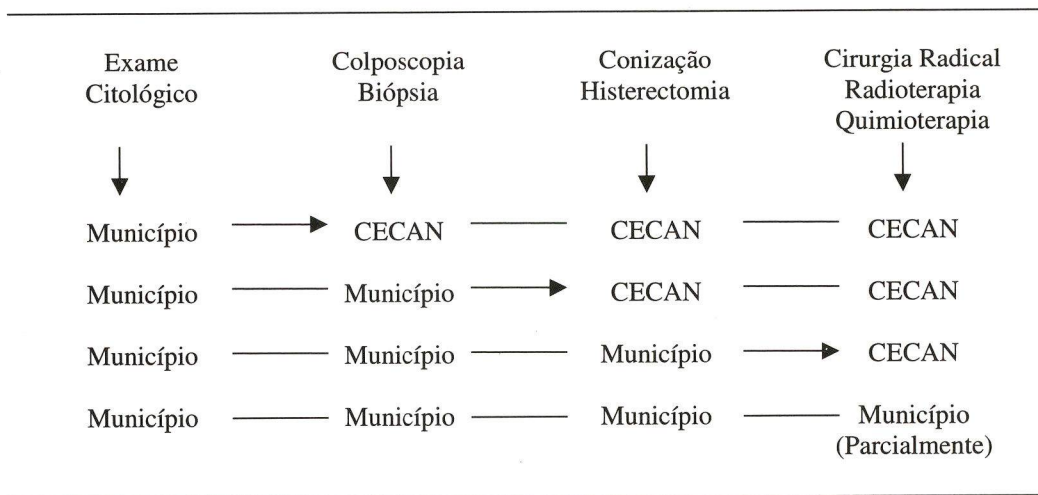 Exame Colposcopia Conização Cirurgia Radical
Citológico Biópsia Histerectomia Radioterapia
Quimioterapia
Município CECAN CECAN CECAN
Município Município CECAN CECAN
Município Município Município CECAN
Município Município Município Município
(Parcialmente)